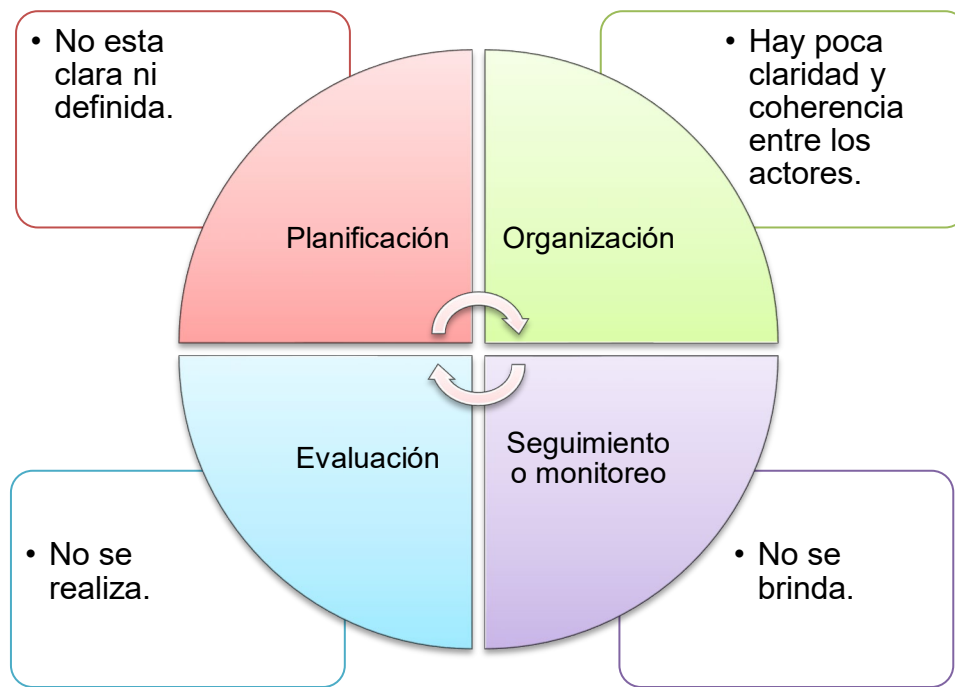 • No esta
clara ni
definida.
• Hay poca
claridad y
coherencia
entre los
actores.
Planificación
Organización
Evaluación
Seguimiento
o monitoreo
• No se
realiza.
• No se
brinda.